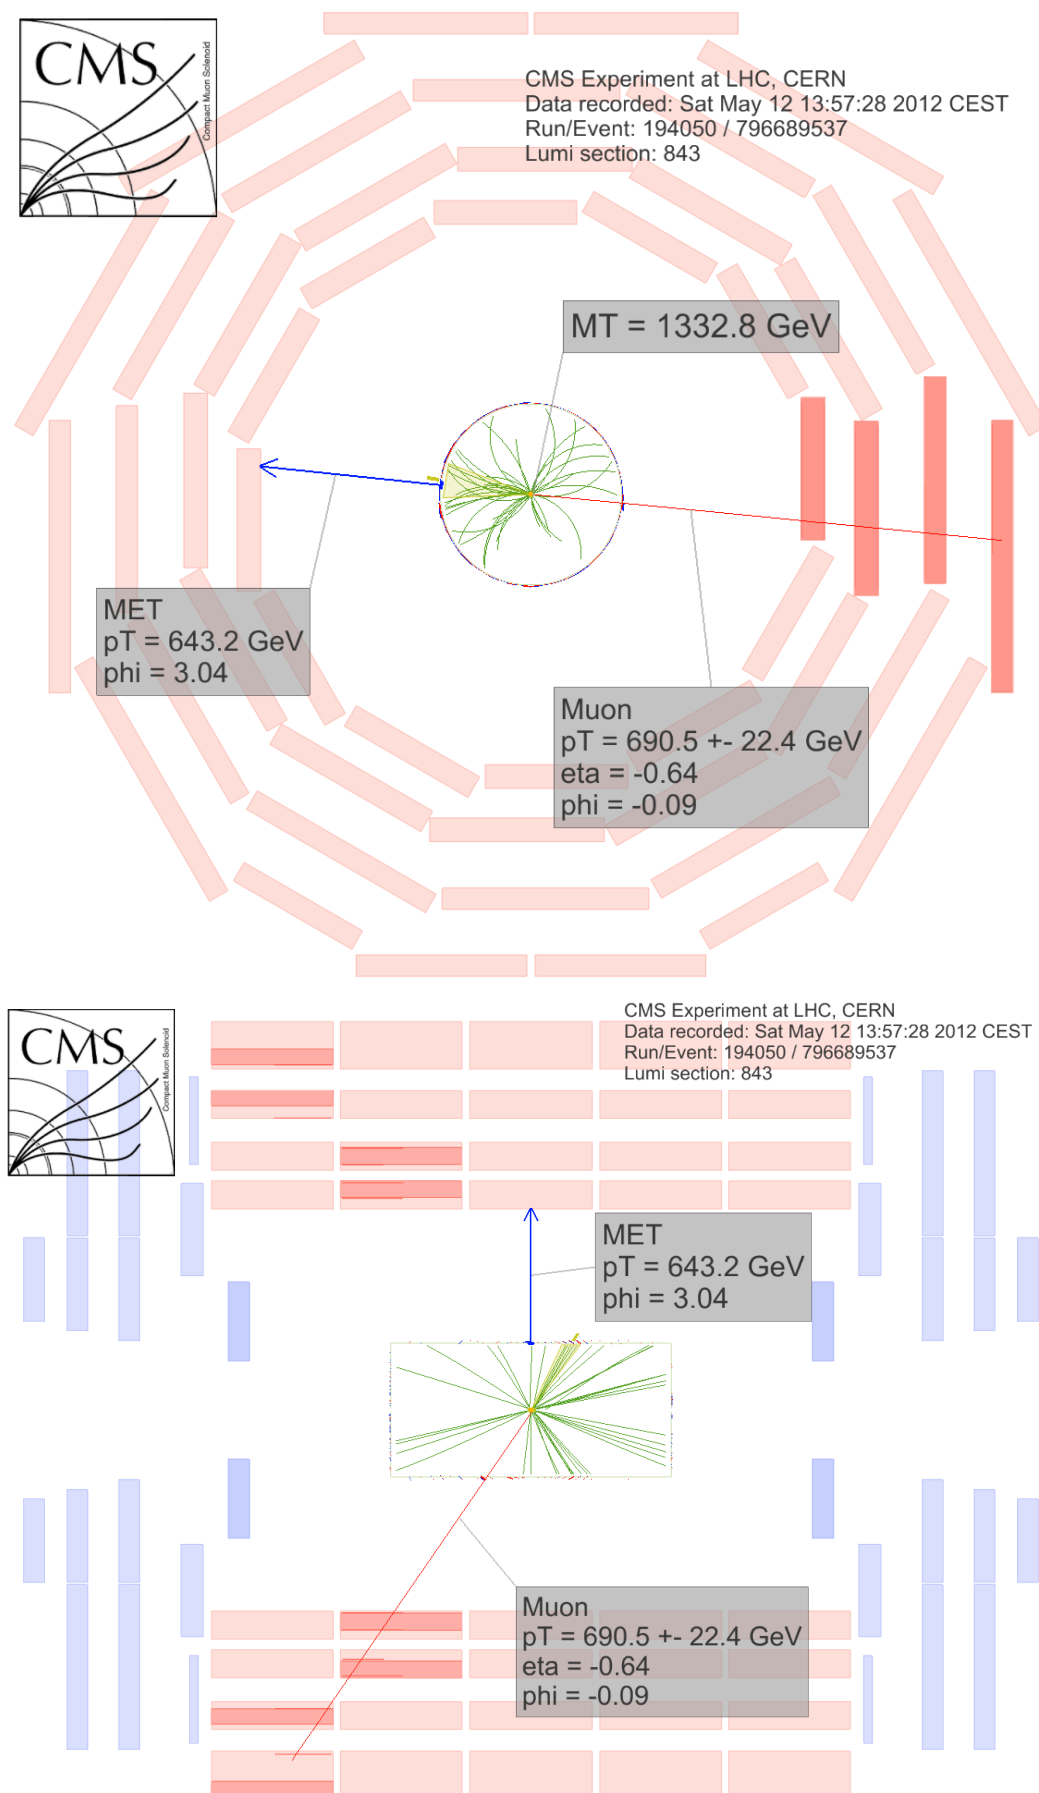 CMS
Compact Muon Solenoid
CMS Experiment at LHC, CERN
Data recorded: Sat May 12 13:57:28 2012 CEST
Run/Event: 194050 / 796689537
Lumi section: 843
MT = 1332.8 GeV
MET
pT = 643.2 GeV
phi = 3.04
Muon
pT = 690.5 +- 22.4 GeV
eta = -0.64
phi = -0.09
CMS
Compact Muon Solenoid
CMS Experiment at LHC, CERN
Data recorded: Sat May 12 13:57:28 2012 CEST
Run/Event: 194050 / 796689537
Lumi section: 843
MET
pT = 643.2 GeV
phi = 3.04
Muon
pT = 690.5 +- 22.4 GeV
eta = -0.64
phi = -0.09